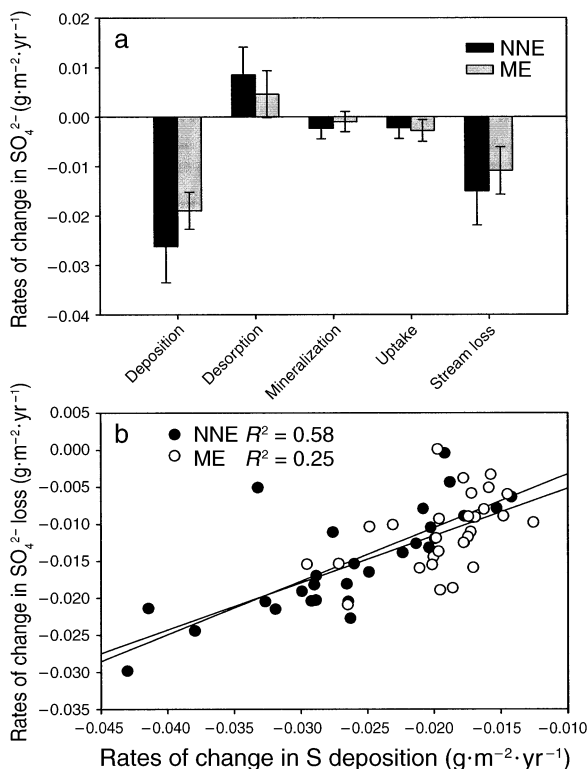 a
NNE
ME
Rates of change in SO₄²⁻ (g·m⁻²·yr⁻¹)
0.02
0.01
0.00
−0.01
−0.02
−0.03
−0.04
Deposition
Desorption
Mineralization
Uptake
Stream loss
b
NNE R² = 0.58
ME R² = 0.25
Rates of change in SO₄²⁻ loss (g·m⁻²·yr⁻¹)
0.005
0.000
−0.005
−0.010
−0.015
−0.020
−0.025
−0.030
−0.035
−0.045 −0.040 −0.035 −0.030 −0.025 −0.020 −0.015 −0.010
Rates of change in S deposition (g·m⁻²·yr⁻¹)